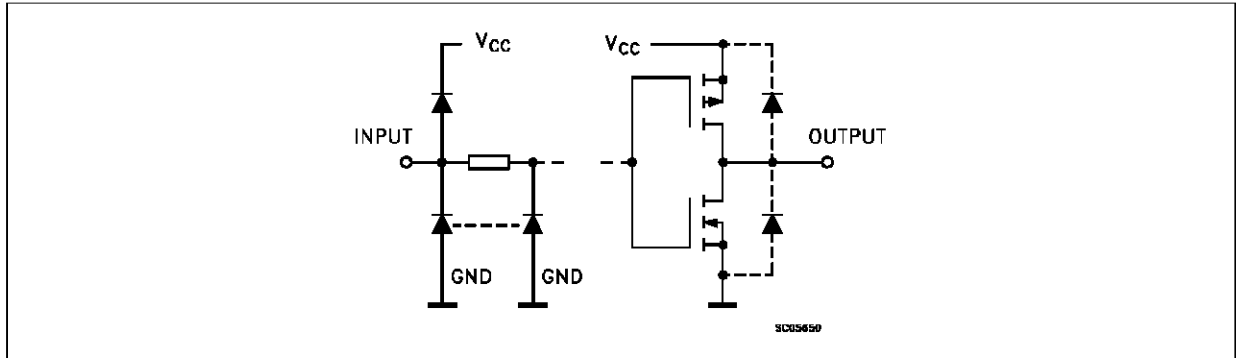 VCC
VCC
INPUT
OUTPUT
GND
GND
SC05650